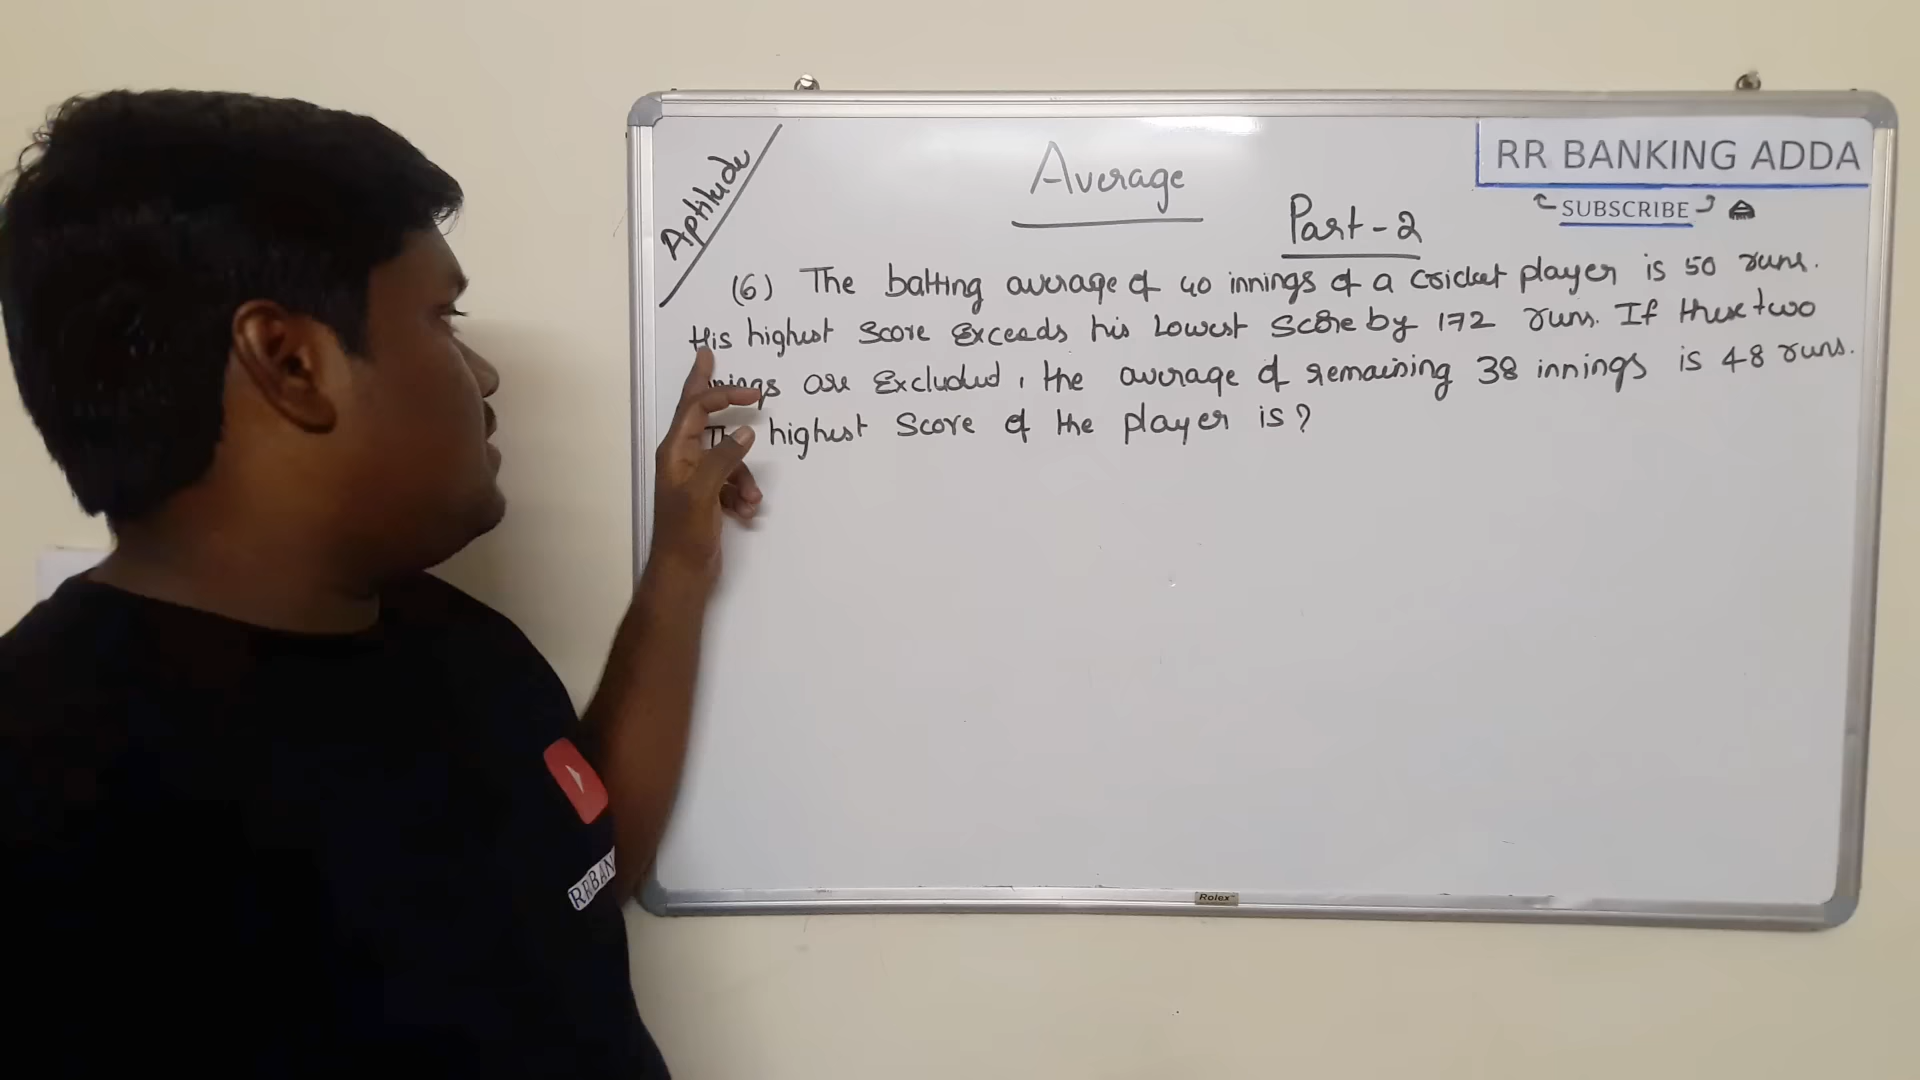 Aptitude
Average
RR BANKING ADDA
SUBSCRIBE
Part-2
(6) The batting average of 40 innings of a cricket player is 50 runs.
His highest Score Exceeds his Lowest Score by 172 runs. If these two
innings are Excluded, the average of remaining 38 innings is 48 runs.
The highest Score of the player is?
Rolex
RRBAN